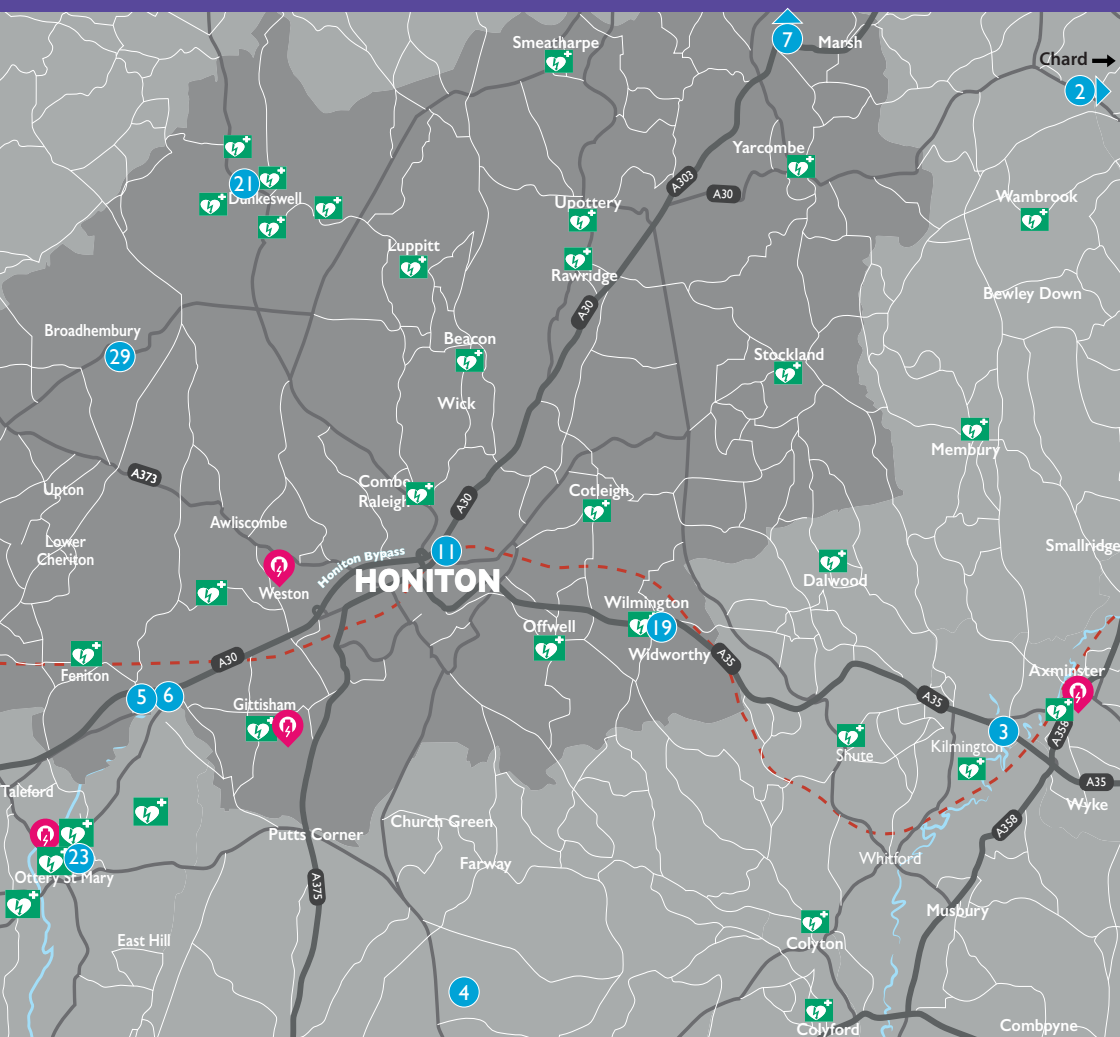 Smeatharpe
7
Marsh
Chard
2
Yarcombe
A303
A30
21
Dunkeswell
Wambrook
Upottery
Luppitt
Rawridge
Bewley Down
A30
Broadhembury
29
Beacon
Stockland
Wick
Membury
A373
Upton
Combe
Raleigh
A30
Cotleigh
Awliscombe
Lower
Cheriton
Smallridge
Honiton Bypass
11
HONITON
Weston
Dalwood
Wilmington
19
Offwell
Widworthy
A35
A30
Feniton
Axminster
5
6
Gittisham
A35
3
A358
Kilmington
Shute
A35
Taleford
Wyke
Church Green
Putts Corner
A358
23
Farway
Whitford
Ottery St Mary
A375
Musbury
East Hill
Colyton
4
Colyford
Combpyne